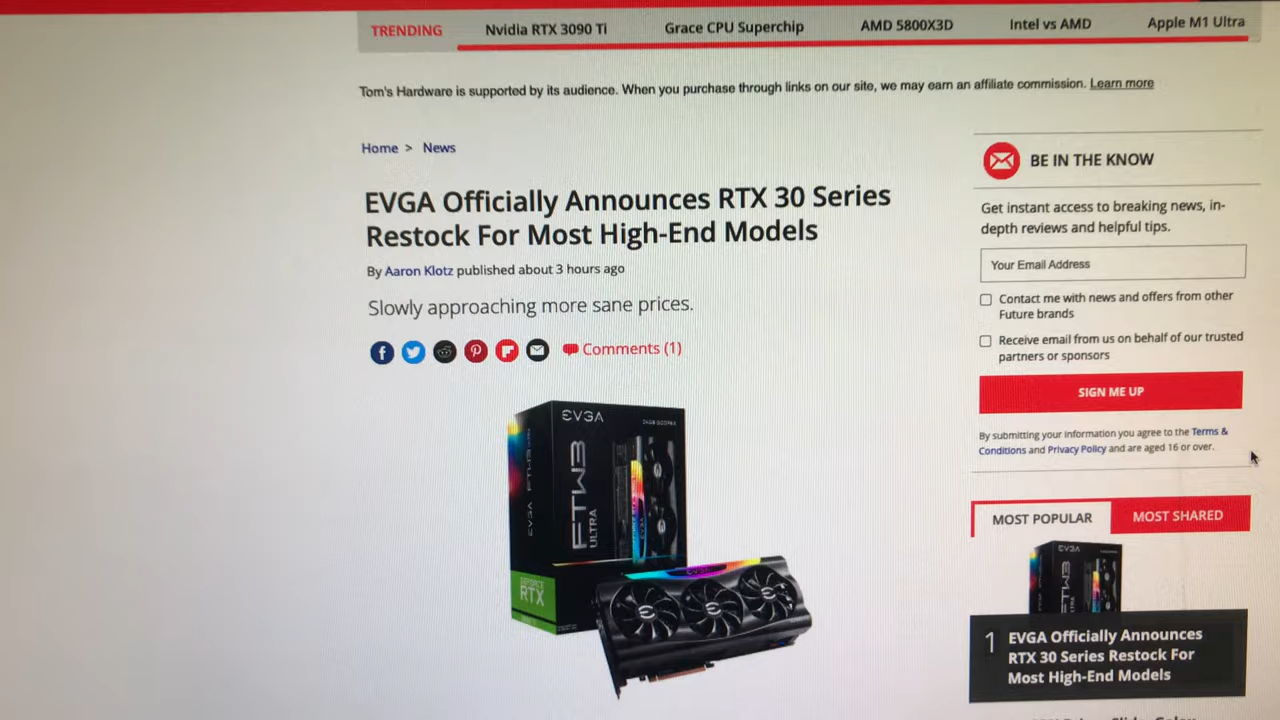 TRENDING Nvidia RTX 3090 Ti Grace CPU Superchip AMD 5800X3D Intel vs AMD Apple M1 Ultra
Tom's Hardware is supported by its audience. When you purchase through links on our site, we may earn an affiliate commission. Learn more
Home > News
EVGA Officially Announces RTX 30 Series
Restock For Most High-End Models
By Aaron Klotz published about 3 hours ago
Slowly approaching more sane prices.
Comments (1)
EVGA
FTW3
ULTRA
GEFORCE
RTX
BE IN THE KNOW
Get instant access to breaking news, in-
depth reviews and helpful tips.
Your Email Address
Contact me with news and offers from other
Future brands
Receive email from us on behalf of our trusted
partners or sponsors
SIGN ME UP
By submitting your information you agree to the Terms &
Conditions and Privacy Policy and are aged 16 or over.
MOST POPULAR MOST SHARED
EVGA
FTW3
1 EVGA Officially Announces
RTX 30 Series Restock For
Most High-End Models